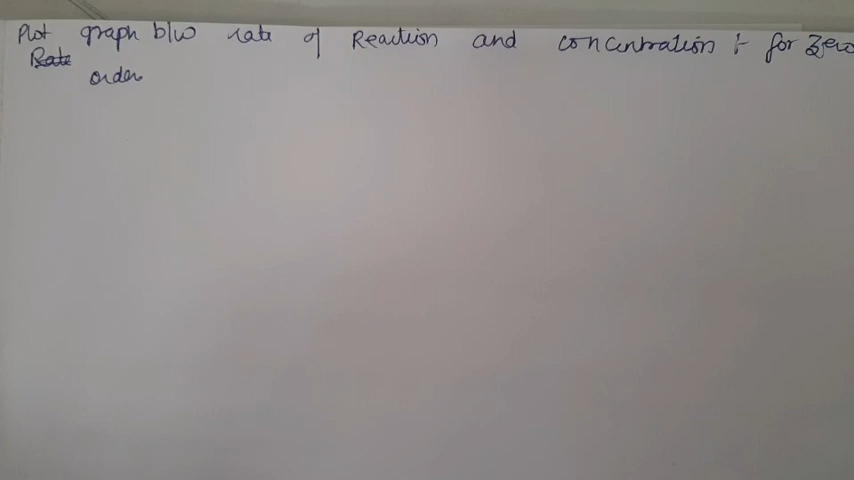 Plot graph b/w rate of Reaction and concentration :- for Zero
Rate
order